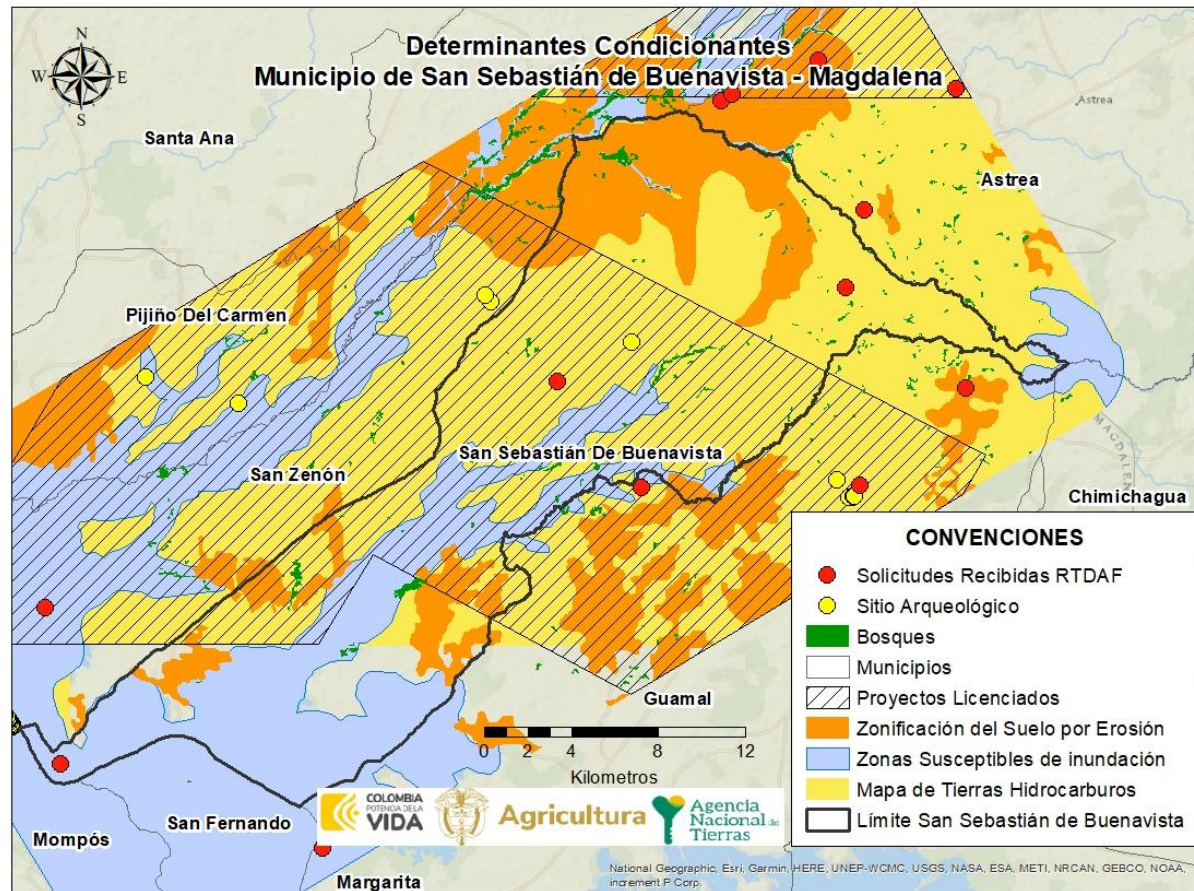 Determinantes Condicionantes
Municipio de San Sebastián de Buenavista - Magdalena
N
W
E
S
Santa Ana
Astrea
Astrea
Pijiño Del Carmen
San Zenón
San Sebastián De Buenavista
MAGDALEN
Chimichagua
Guamal
0 2 4 8 12
Kilometros
San Fernando
Mompós
Margarita
CONVENCIONES
Solicitudes Recibidas RTDAF
Sitio Arqueológico
Bosques
Municipios
Proyectos Licenciados
Zonificación del Suelo por Erosión
Zonas Susceptibles de inundación
Mapa de Tierras Hidrocarburos
Límite San Sebastián de Buenavista
COLOMBIA
POTENCIA DE LA
VIDA
Agricultura
Agencia
Nacional de
Tierras
National Geographic, Esri, Garmin, HERE, UNEP-WCMC, USGS, NASA, ESA, METI, NRCAN, GEBCO, NOAA,
increment P Corp.